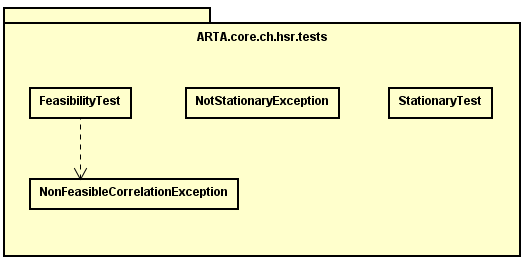 ARTA.core.ch.hsr.tests
FeasibilityTest
NotStationaryException
StationaryTest
NonFeasibleCorrelationException